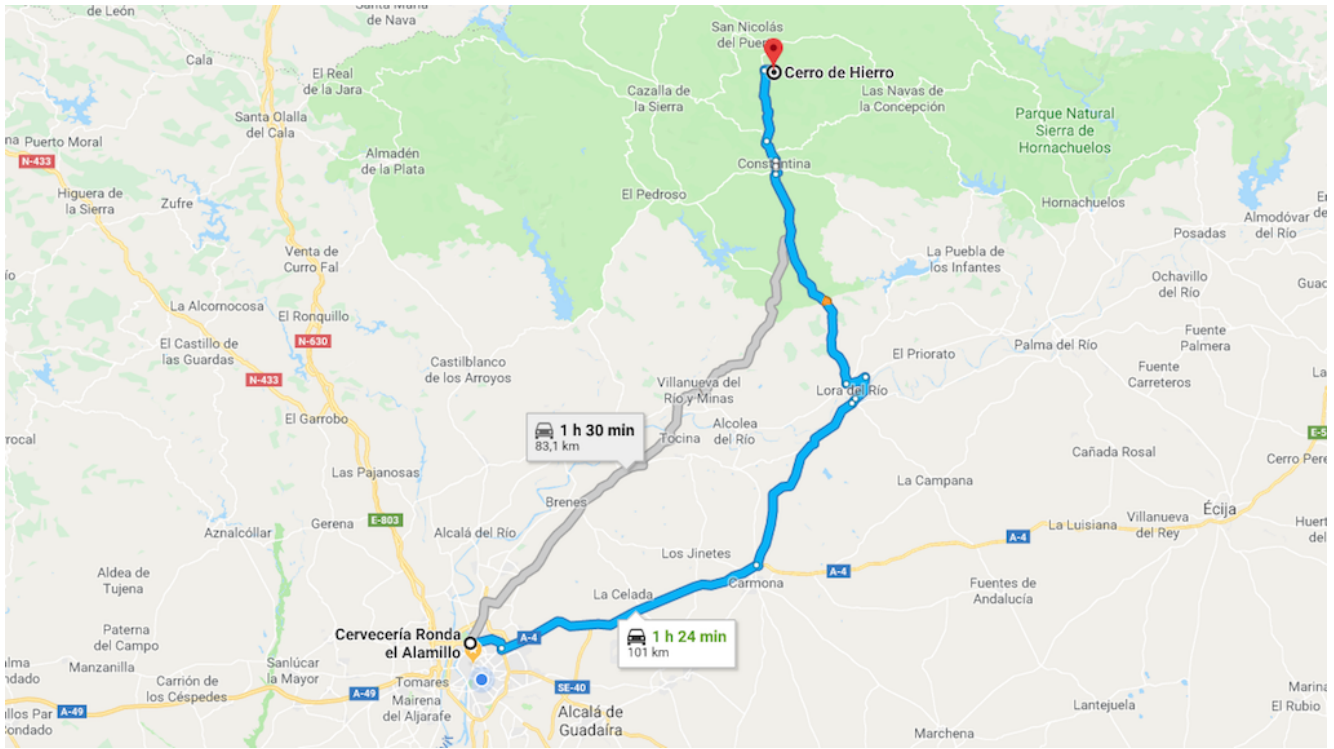 de León
Santa María
de Nava
San Nicolás
del Puerto
Cala
El Real
de la Jara
Cerro de Hierro
Cazalla de
la Sierra
Las Navas de
la Concepción
Santa Olalla
del Cala
Parque Natural
Sierra de
Hornachuelos
Puerto Moral
N-433
Almadén
de la Plata
Constantina
Higuera de
la Sierra
Zufre
El Pedroso
Hornachuelos
Almodóvar
del Río
Posadas
Venta de
Curro Fal
La Puebla de
los Infantes
Ochavillo
del Río
La Alcornocosa
El Ronquillo
N-630
El Castillo de
las Guardas
Castilblanco
de los Arroyos
El Priorato
Palma del Río
Fuente
Palmera
N-433
Villanueva del
Río y Minas
Lora del Río
Fuente
Carreteros
El Garrobo
1 h 30 min
83,1 km
Tocina
Alcolea
del Río
Cañada Rosal
Cerro Pere
Las Pajanosas
La Campana
Brenes
Écija
E-803
Gerena
Aznalcóllar
Alcalá del Río
La Luisiana
Villanueva
del Rey
A-4
Los Jinetes
Aldea de
Tujena
La Celada
Carmona
A-4
Fuentes de
Andalucía
Paterna
del Campo
Cervecería Ronda
el Alamillo
A-4
1 h 24 min
101 km
Manzanilla
Sanlúcar
la Mayor
Carrión de
los Céspedes
Tomares
A-49
SE-40
Mairena
del Aljarafe
A-49
Alcalá de
Guadaíra
Lantejuela
Marina
El Rubio
Marchena